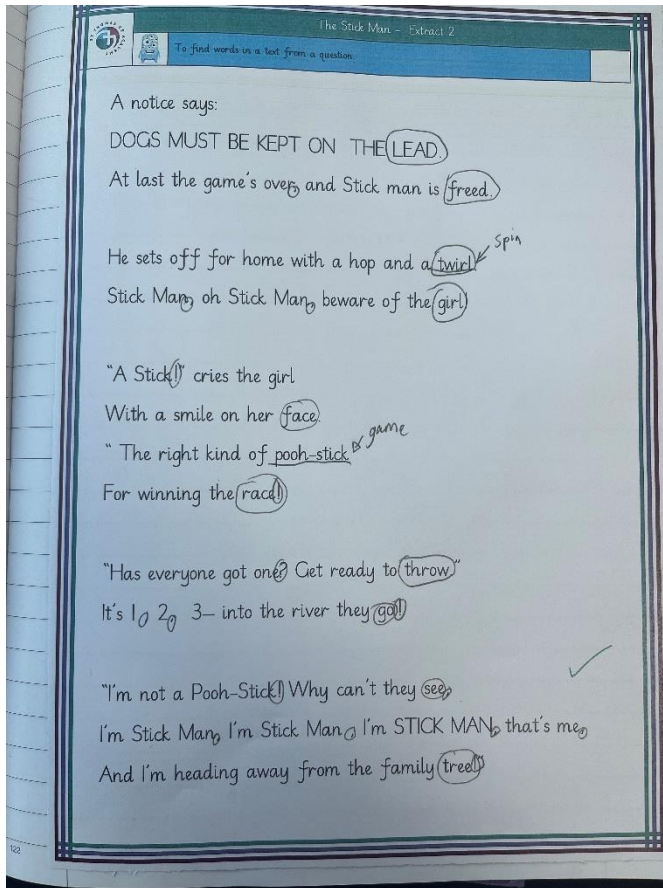 The Stick Man – Extract 2
To find words in a text from a question
A notice says:
DOGS MUST BE KEPT ON THE LEAD.
At last the game's over, and Stick man is freed.
spin
He sets off for home with a hop and a twirl
Stick Man, oh Stick Man, beware of the girl
"A Stick!" cries the girl
With a smile on her face.
game
" The right kind of pooh-stick
For winning the race!
"Has everyone got one? Get ready to throw"
It's 1, 2, 3– into the river they go!
"I'm not a Pooh-Stick! Why can't they see,
I'm Stick Man, I'm Stick Man, I'm STICK MAN, that's me,
And I'm heading away from the family tree!"
122